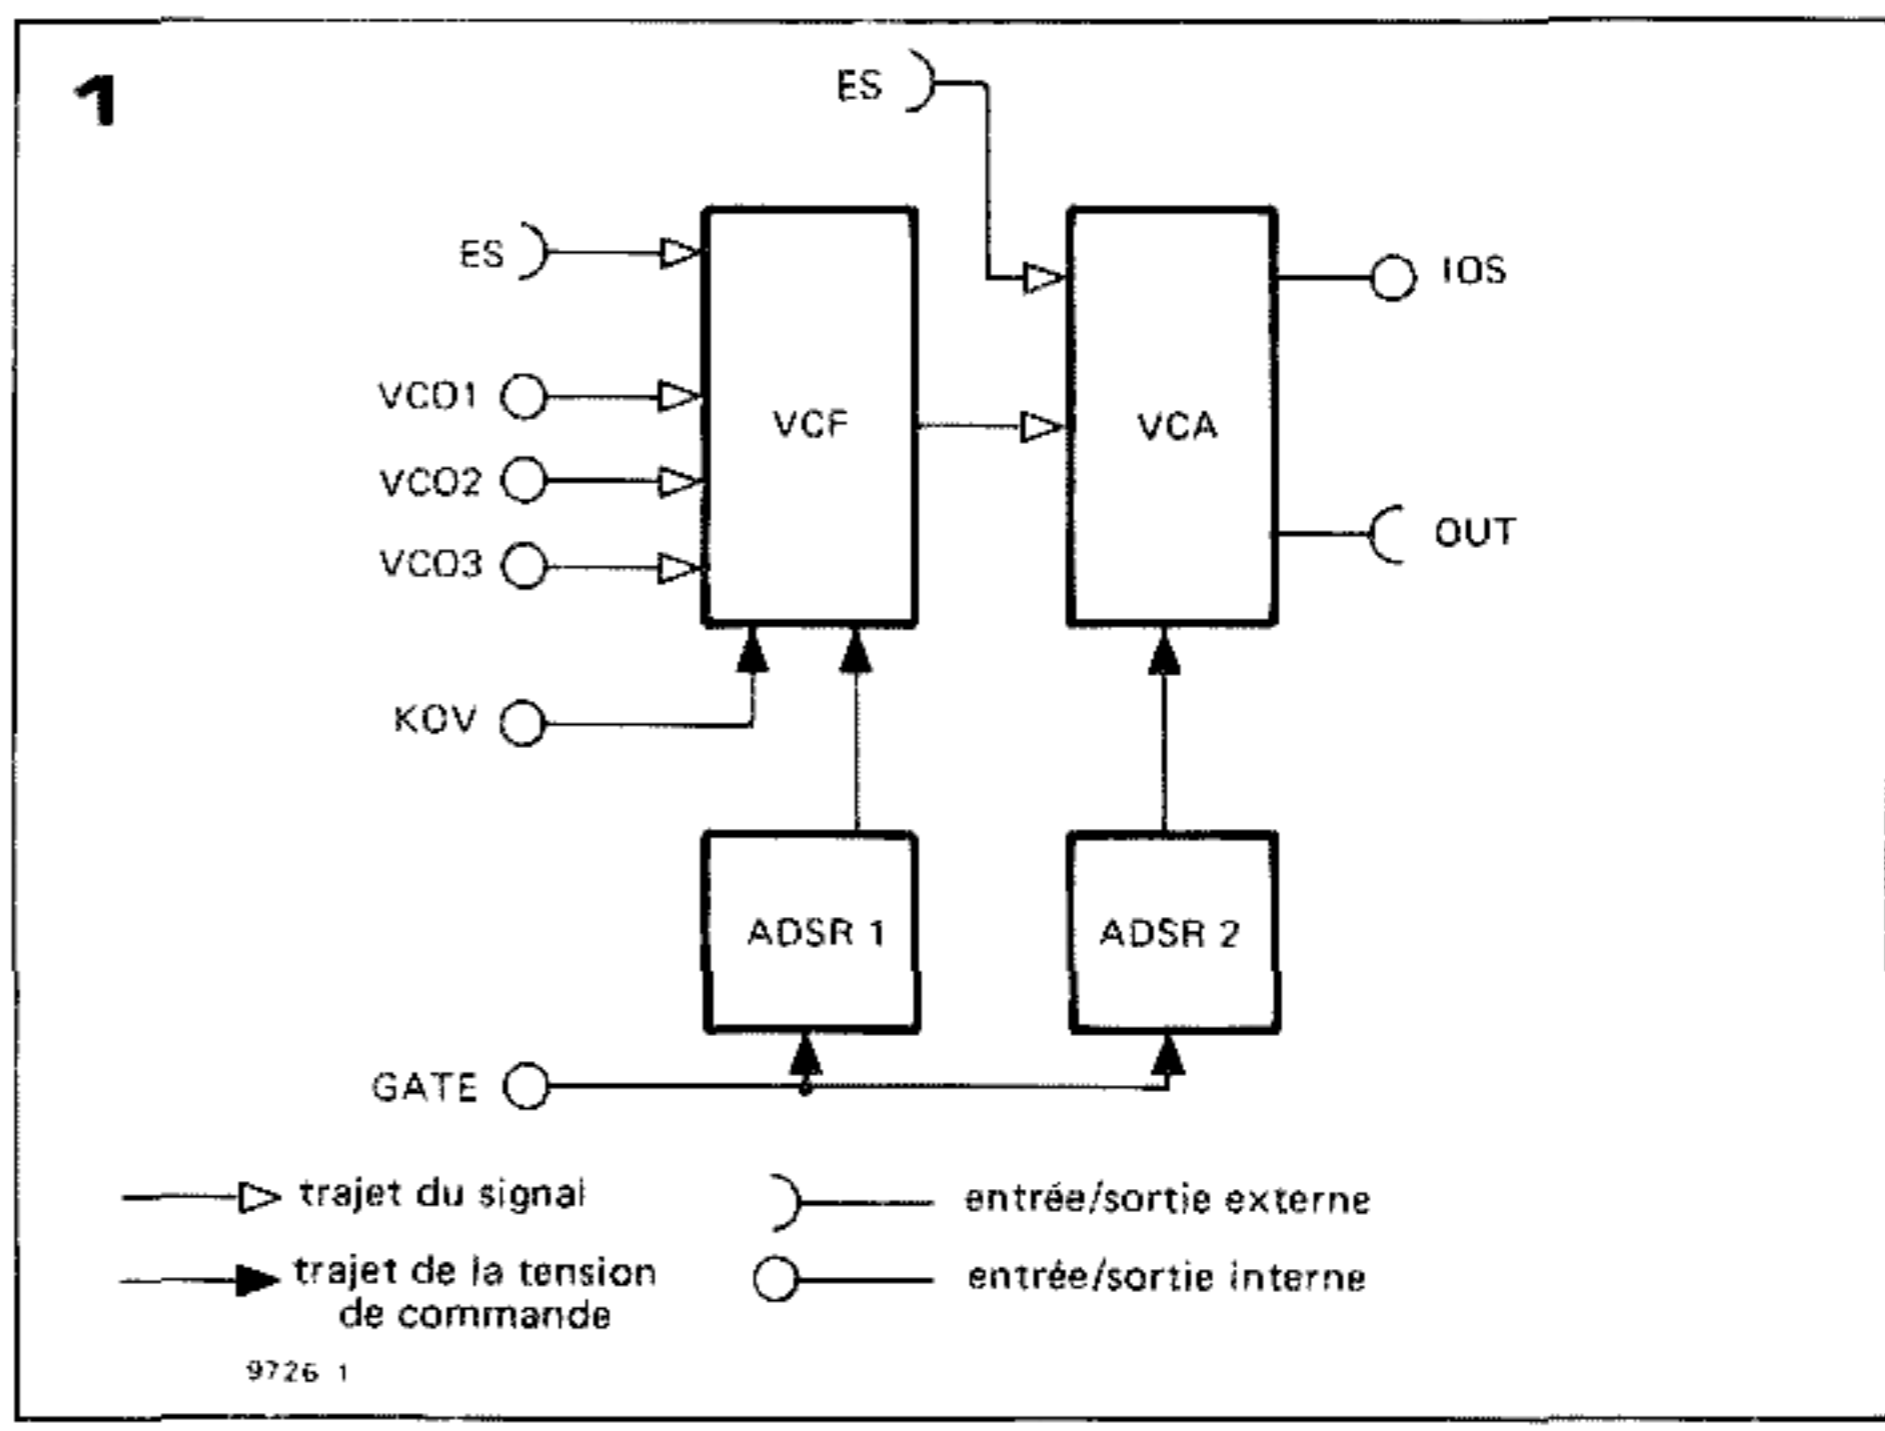 1
ES
ES
VCO1
VCO2
VCO3
VCF
VCA
IOS
OUT
KOV
ADSR 1
ADSR 2
GATE
trajet du signal
entrée/sortie externe
trajet de la tension
de commande
entrée/sortie interne
9726 1